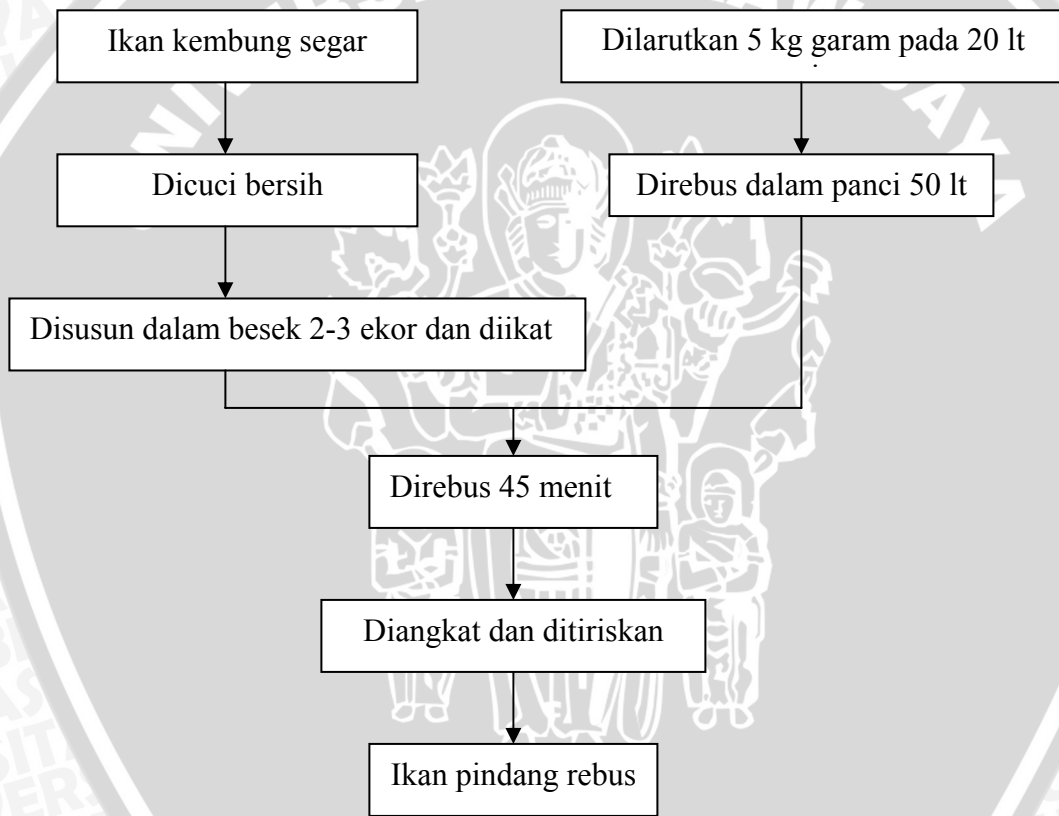 Ikan kembung segar
Dicuci bersih
Disusun dalam besek 2-3 ekor dan diikat
Dilarutkan 5 kg garam pada 20 lt
Direbus dalam panci 50 lt
Direbus 45 menit
Diangkat dan ditiriskan
Ikan pindang rebus